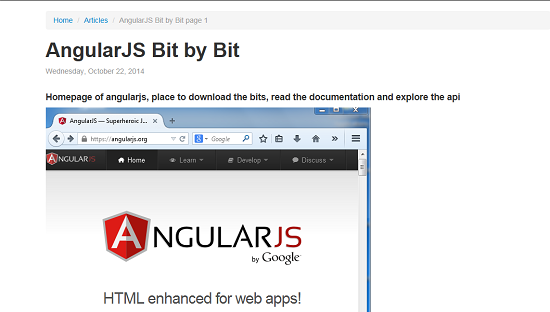 Home / Articles / AngularJS Bit by Bit page 1
AngularJS Bit by Bit
Wednesday, October 22, 2014
Homepage of angularjs, place to download the bits, read the documentation and explore the api
AngularJS — Superheroic J...
https://angularjs.org
Google
ANGULARJS Home Learn Develop Discuss
ANGULARJS
by Google
HTML enhanced for web apps!